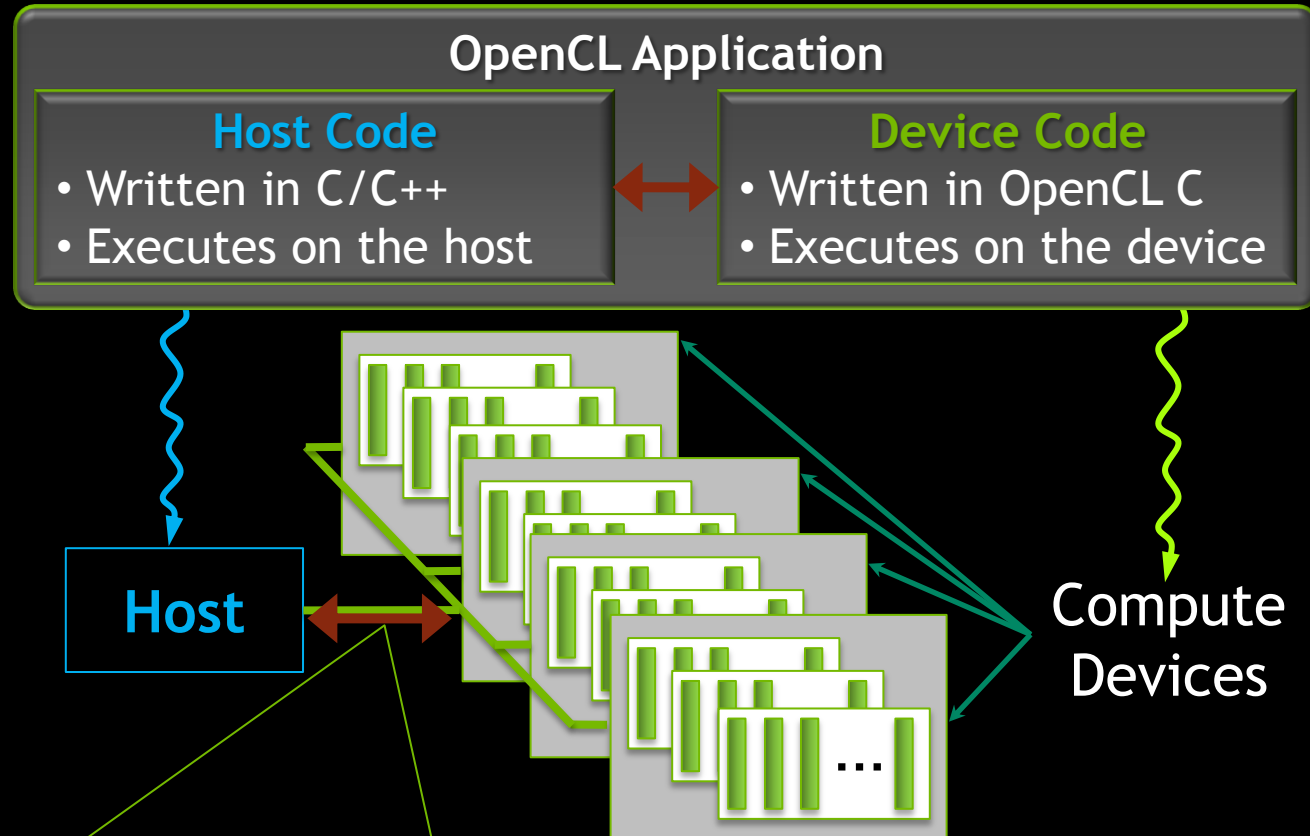 OpenCL Application
Host Code
• Written in C/C++
• Executes on the host
Device Code
• Written in OpenCL C
• Executes on the device
Host
...
Compute
Devices